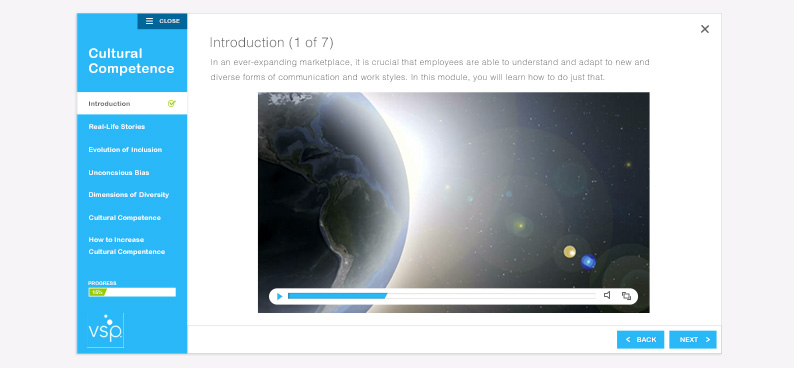 CLOSE
Cultural
Competence
Introduction
Real-Life Stories
Evolution of Inclusion
Unconscious Bias
Dimensions of Diversity
Cultural Competence
How to Increase
Cultural Compentence
PROGRESS
vsp
Introduction (1 of 7)
In an ever-expanding marketplace, it is crucial that employees are able to understand and adapt to new and
diverse forms of communication and work styles. In this module, you will learn how to do just that.
BACK
NEXT